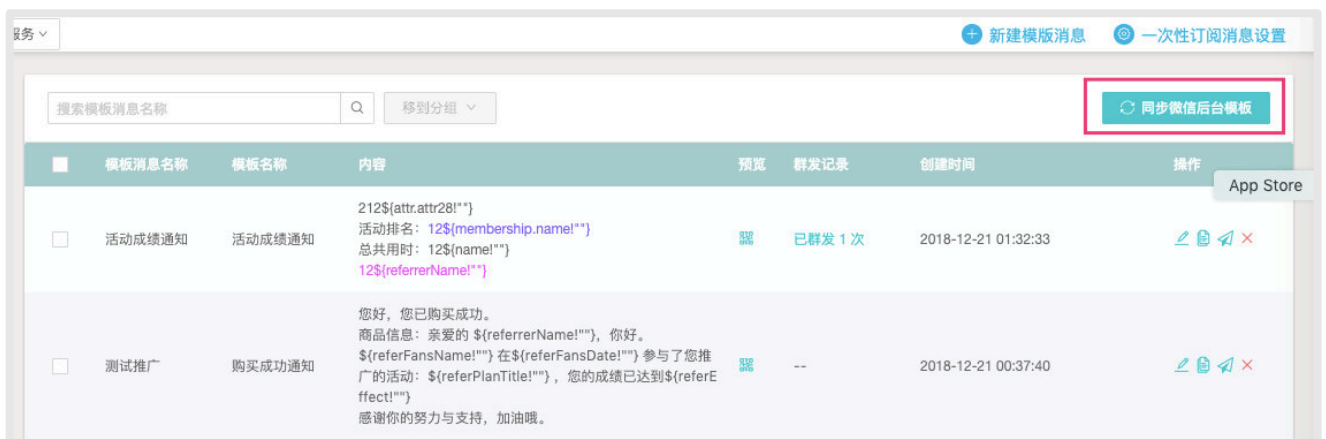 服务
新建模版消息
一次性订阅消息设置
搜索模板消息名称
移到分组
同步微信后台模板
模板消息名称
模板名称
内容
预览
群发记录
创建时间
操作
App Store
活动成绩通知
活动成绩通知
212${attr.attr28!""}
活动排名：12${membership.name!""}
总共用时：12${name!""}
12${referrerName!""}
已群发 1 次
2018-12-21 01:32:33
测试推广
购买成功通知
您好，您已购买成功。
商品信息：亲爱的 ${referrerName!""}，你好。
${referFansName!""} 在${referFansDate!""} 参与了您推
广的活动：${referPlanTitle!""} ，您的成绩已达到${referE
ffect!""}
感谢你的努力与支持，加油哦。
--
2018-12-21 00:37:40